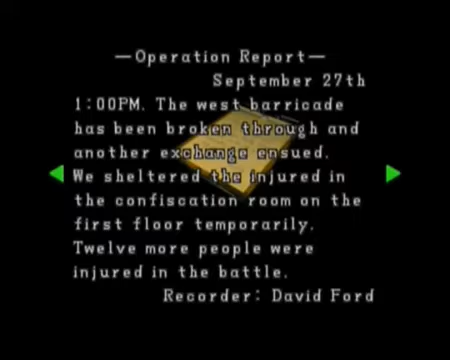 —Operation Report—
September 27th
1:00PM. The west barricade
has been broken through and
another exchange ensued.
We sheltered the injured in
the confiscation room on the
first floor temporarily.
Twelve more people were
injured in the battle.
Recorder: David Ford